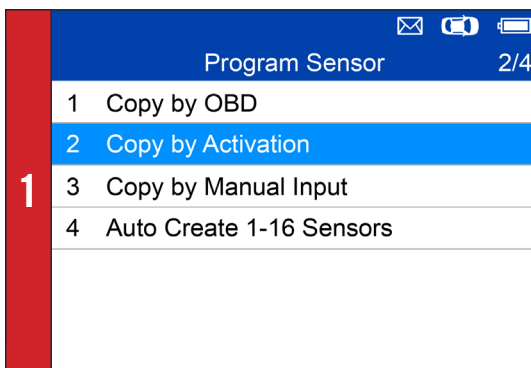 Program Sensor 2/4
1 Copy by OBD
2 Copy by Activation
3 Copy by Manual Input
4 Auto Create 1-16 Sensors
1